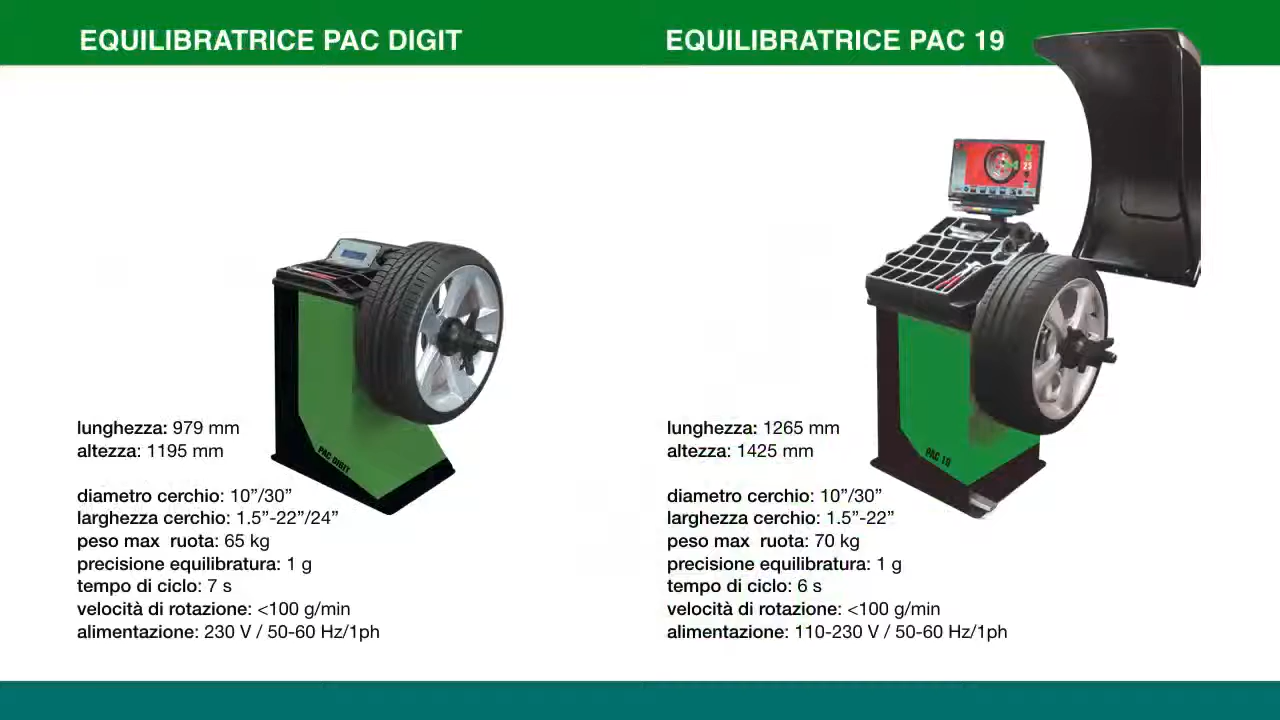 EQUILIBRATRICE PAC DIGIT
lunghezza: 979 mm
altezza: 1195 mm
diametro cerchio: 10”/30”
larghezza cerchio: 1.5”-22”/24”
peso max  ruota: 65 kg
precisione equilibratura: 1 g
tempo di ciclo: 7 s
velocità di rotazione: <100 g/min
alimentazione: 230 V / 50-60 Hz/1ph
PAC DIGIT
EQUILIBRATRICE PAC 19
25
lunghezza: 1265 mm
altezza: 1425 mm
diametro cerchio: 10”/30”
larghezza cerchio: 1.5”-22”
peso max  ruota: 70 kg
precisione equilibratura: 1 g
tempo di ciclo: 6 s
velocità di rotazione: <100 g/min
alimentazione: 110-230 V / 50-60 Hz/1ph
PAC 19